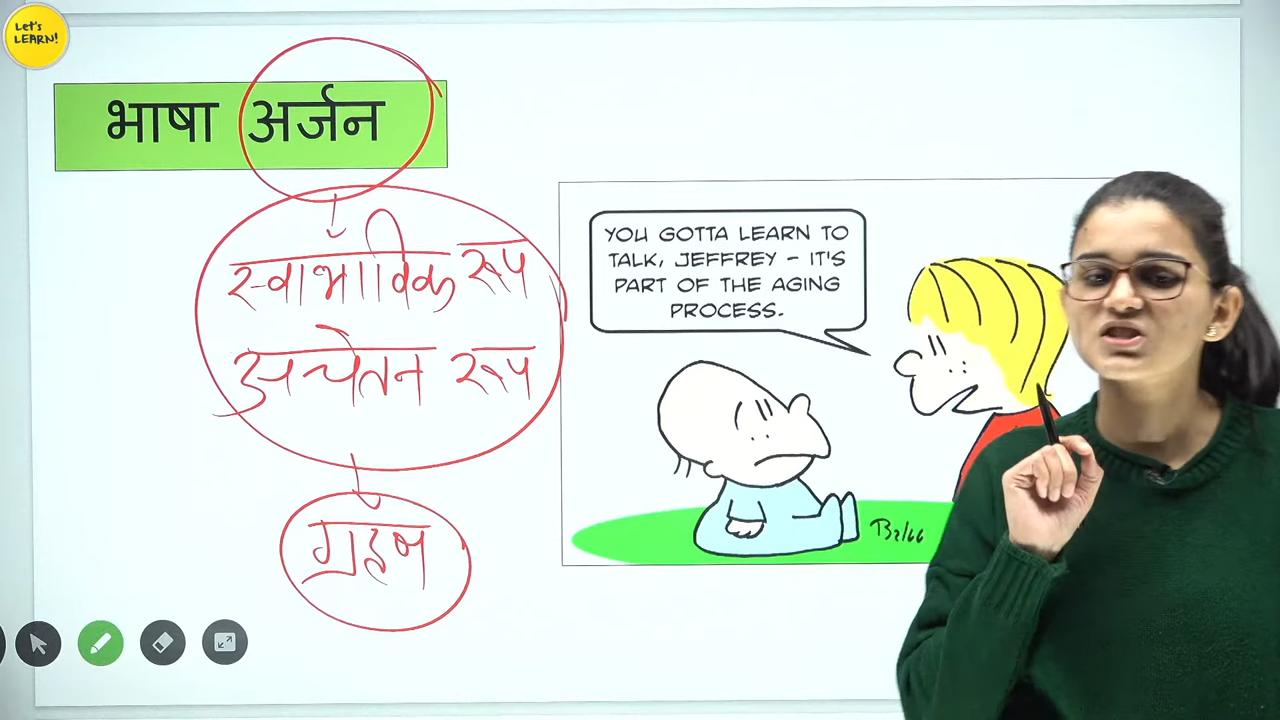 Let's
LEARN!
भाषा अर्जन
स्वाभाविक रूप
अचेतन रूप
ग्रहण
YOU GOTTA LEARN TO
TALK, JEFFREY - IT'S
PART OF THE AGING
PROCESS.